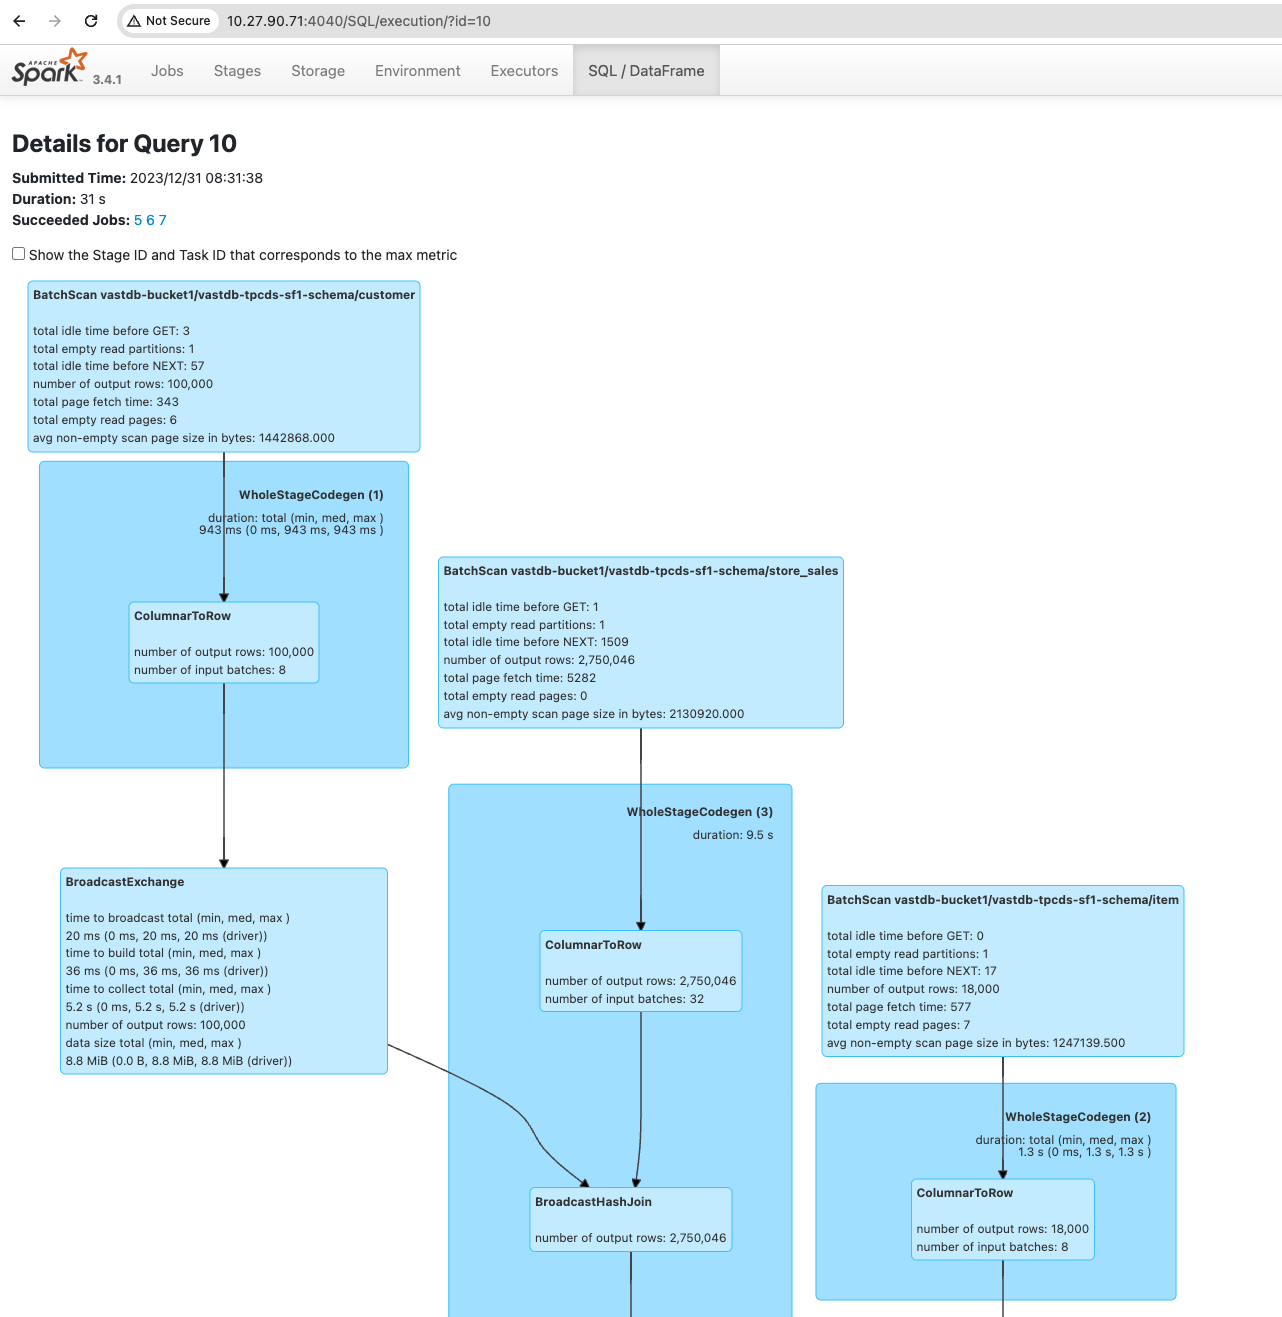 Not Secure
10.27.90.71:4040/SQL/execution/?id=10
APACHE
Spark 3.4.1
Jobs
Stages
Storage
Environment
Executors
SQL / DataFrame
Details for Query 10
Submitted Time: 2023/12/31 08:31:38
Duration: 31 s
Succeeded Jobs: 5 6 7
Show the Stage ID and Task ID that corresponds to the max metric
BatchScan vastdb-bucket1/vastdb-tpcds-sf1-schema/customer
total idle time before GET: 3
total empty read partitions: 1
total idle time before NEXT: 57
number of output rows: 100,000
total page fetch time: 343
total empty read pages: 6
avg non-empty scan page size in bytes: 1442868.000
WholeStageCodegen (1)
duration: total (min, med, max )
943 ms (0 ms, 943 ms, 943 ms )
ColumnarToRow
number of output rows: 100,000
number of input batches: 8
BroadcastExchange
time to broadcast total (min, med, max )
20 ms (0 ms, 20 ms, 20 ms (driver))
time to build total (min, med, max )
36 ms (0 ms, 36 ms, 36 ms (driver))
time to collect total (min, med, max )
5.2 s (0 ms, 5.2 s, 5.2 s (driver))
number of output rows: 100,000
data size total (min, med, max )
8.8 MiB (0.0 B, 8.8 MiB, 8.8 MiB (driver))
BatchScan vastdb-bucket1/vastdb-tpcds-sf1-schema/store_sales
total idle time before GET: 1
total empty read partitions: 1
total idle time before NEXT: 1509
number of output rows: 2,750,046
total page fetch time: 5282
total empty read pages: 0
avg non-empty scan page size in bytes: 2130920.000
WholeStageCodegen (3)
duration: 9.5 s
ColumnarToRow
number of output rows: 2,750,046
number of input batches: 32
BroadcastHashJoin
number of output rows: 2,750,046
BatchScan vastdb-bucket1/vastdb-tpcds-sf1-schema/item
total idle time before GET: 0
total empty read partitions: 1
total idle time before NEXT: 17
number of output rows: 18,000
total page fetch time: 577
total empty read pages: 7
avg non-empty scan page size in bytes: 1247139.500
WholeStageCodegen (2)
duration: total (min, med, max )
1.3 s (0 ms, 1.3 s, 1.3 s )
ColumnarToRow
number of output rows: 18,000
number of input batches: 8